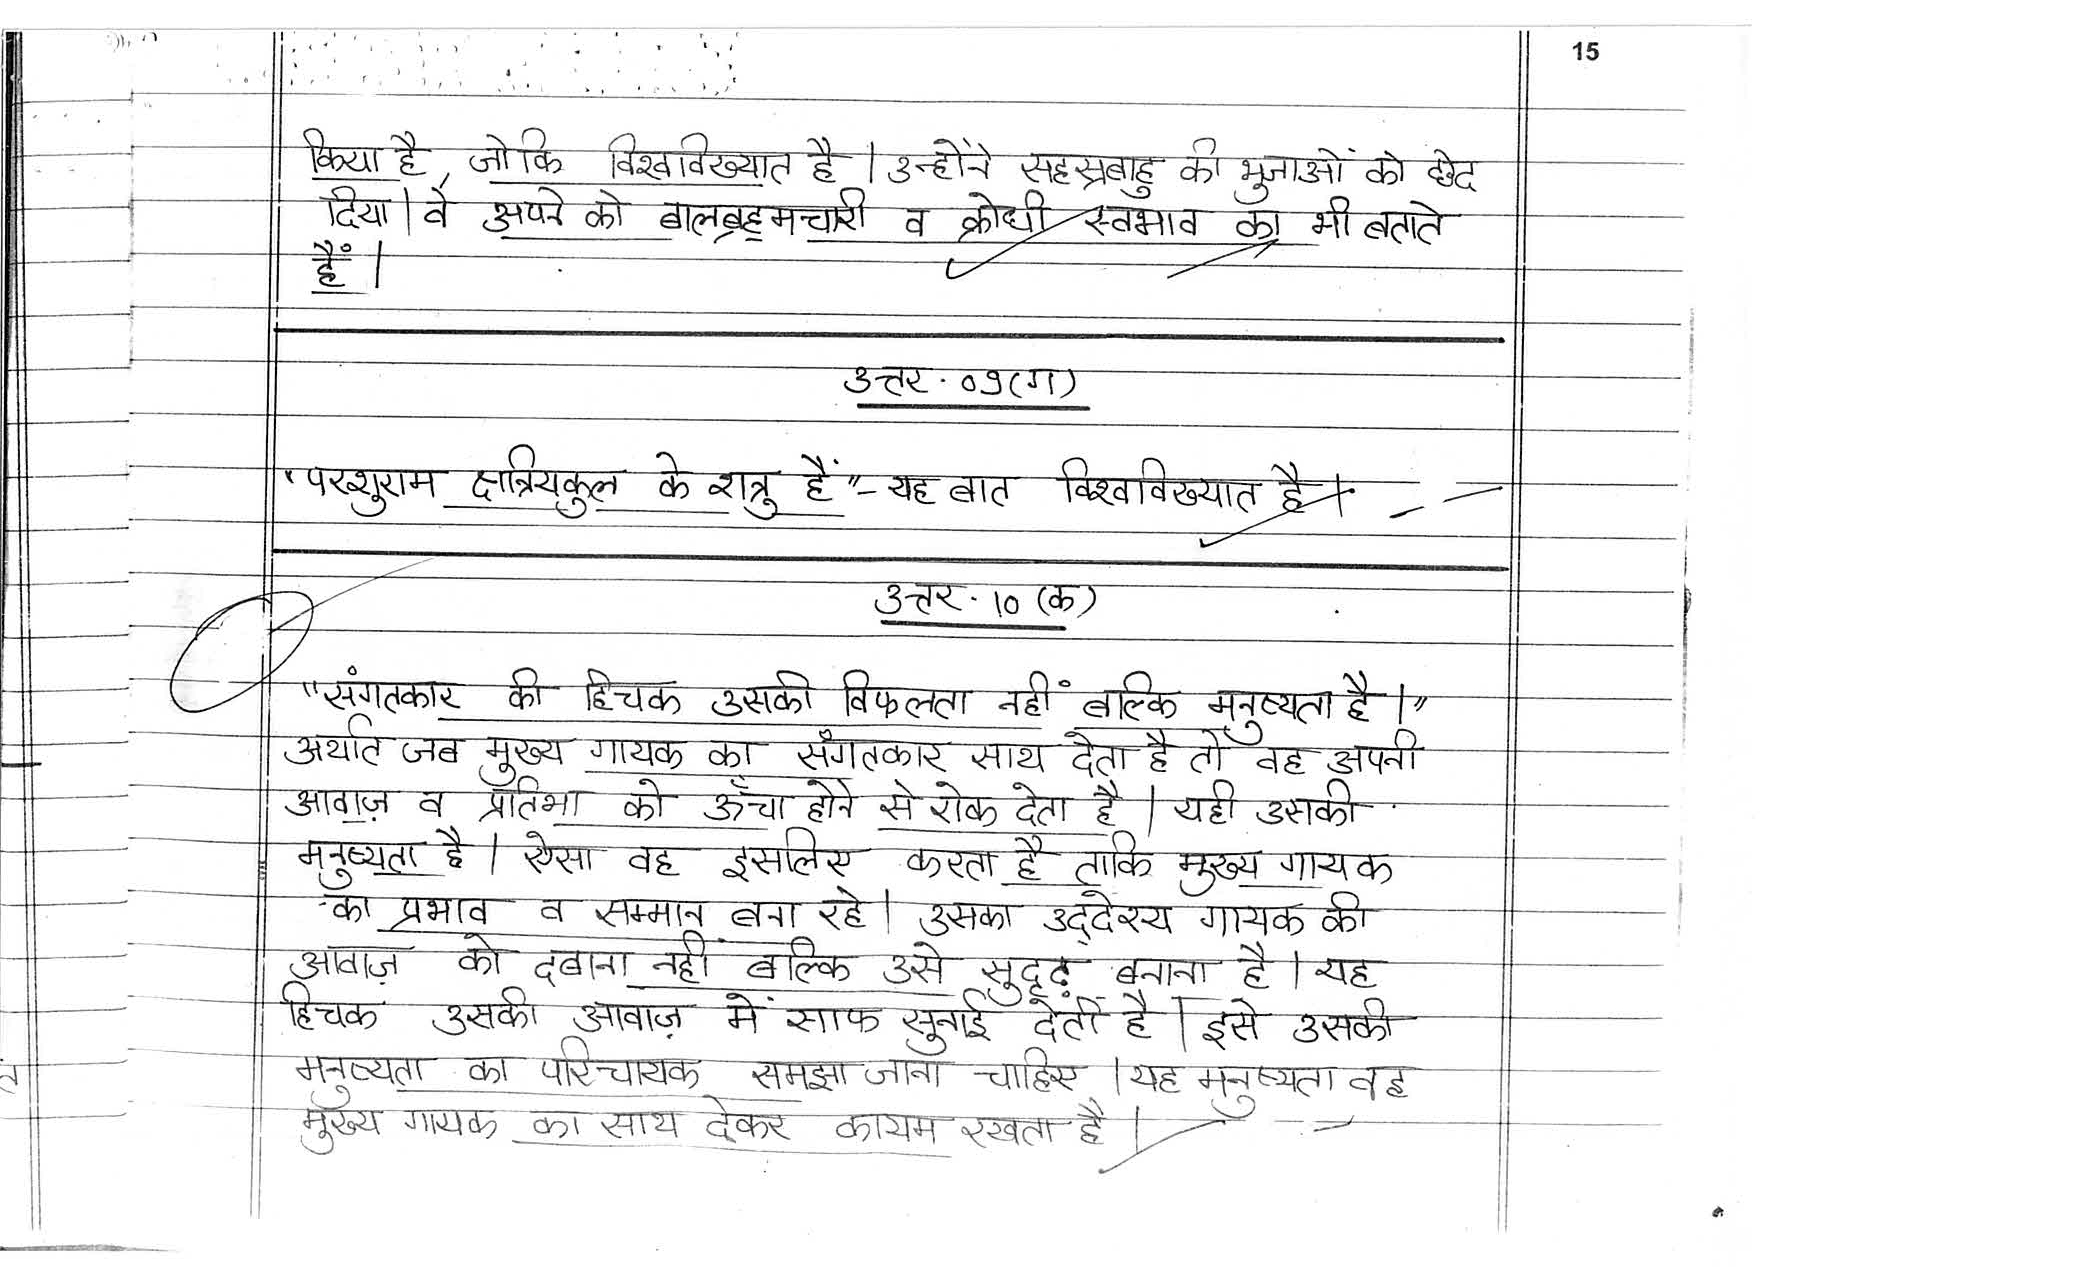 15
किया है, जोकि विश्वविख्यात है। उन्होंने सहस्रबाहु की भुजाओं को छेद
दिया। वे अपने को बालब्रह्मचारी व क्रोधी स्वभाव का भी बताते
हैं।
उत्तर. 09(ग)
"परशुराम क्षत्रियकुल के शत्रु हैं"- यह बात विश्वविख्यात है।
उत्तर. 10 (क)
"संगतकार की हिचक उसकी विफलता नहीं बल्कि मनुष्यता है।"
अर्थात जब मुख्य गायक का सँगतकार साथ देता है तो वह अपनी
आवाज़ व प्रतिभा को ऊँचा होने से रोक देता है। यही उसकी
मनुष्यता है। ऐसा वह इसलिए करता है ताकि मुख्य गायक
का प्रभाव व सम्मान बना रहे। उसका उद्देश्य गायक की
आवाज़ को दबाना नहीं बल्कि उसे सुदृढ़ बनाना है। यह
हिचक उसकी आवाज़ में साफ सुनाई देती है। इसे उसकी
मनुष्यता का परिचायक समझा जाना चाहिए। यह मनुष्यता वह
मुख्य गायक का साथ देकर कायम रखता है।